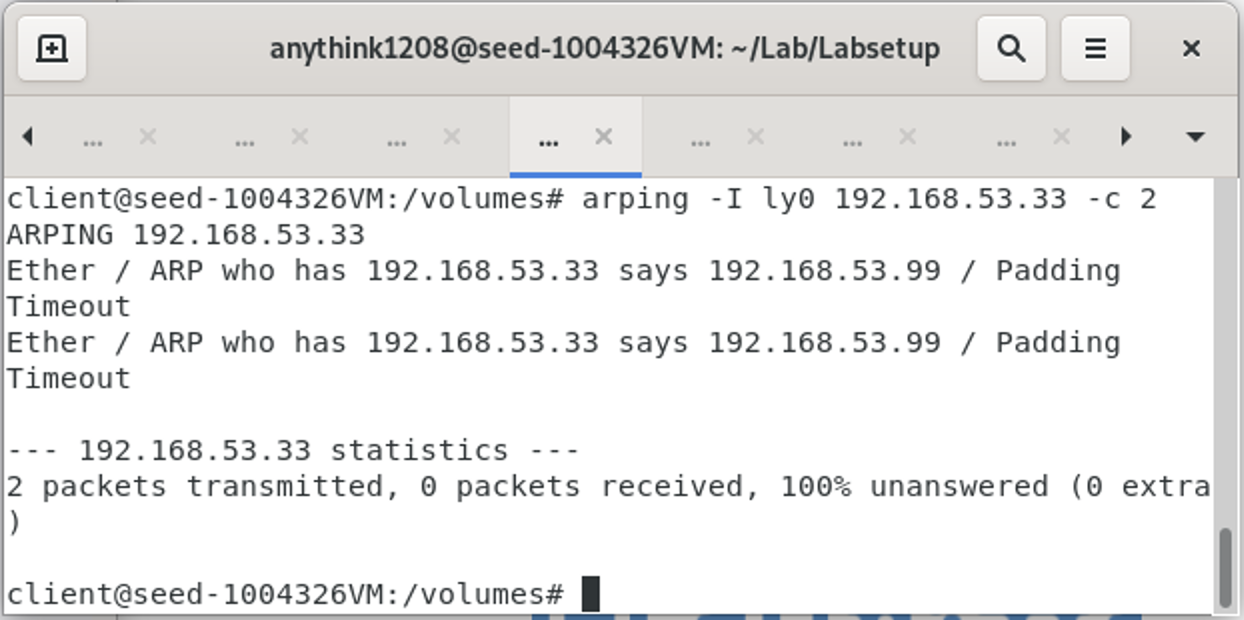 anythink1208@seed-1004326VM: ~/Lab/Labsetup
... ... ... ... ... ... ...
client@seed-1004326VM:/volumes# arping -I ly0 192.168.53.33 -c 2
ARPING 192.168.53.33
Ether / ARP who has 192.168.53.33 says 192.168.53.99 / Padding
Timeout
Ether / ARP who has 192.168.53.33 says 192.168.53.99 / Padding
Timeout
--- 192.168.53.33 statistics ---
2 packets transmitted, 0 packets received, 100% unanswered (0 extra
)
client@seed-1004326VM:/volumes#